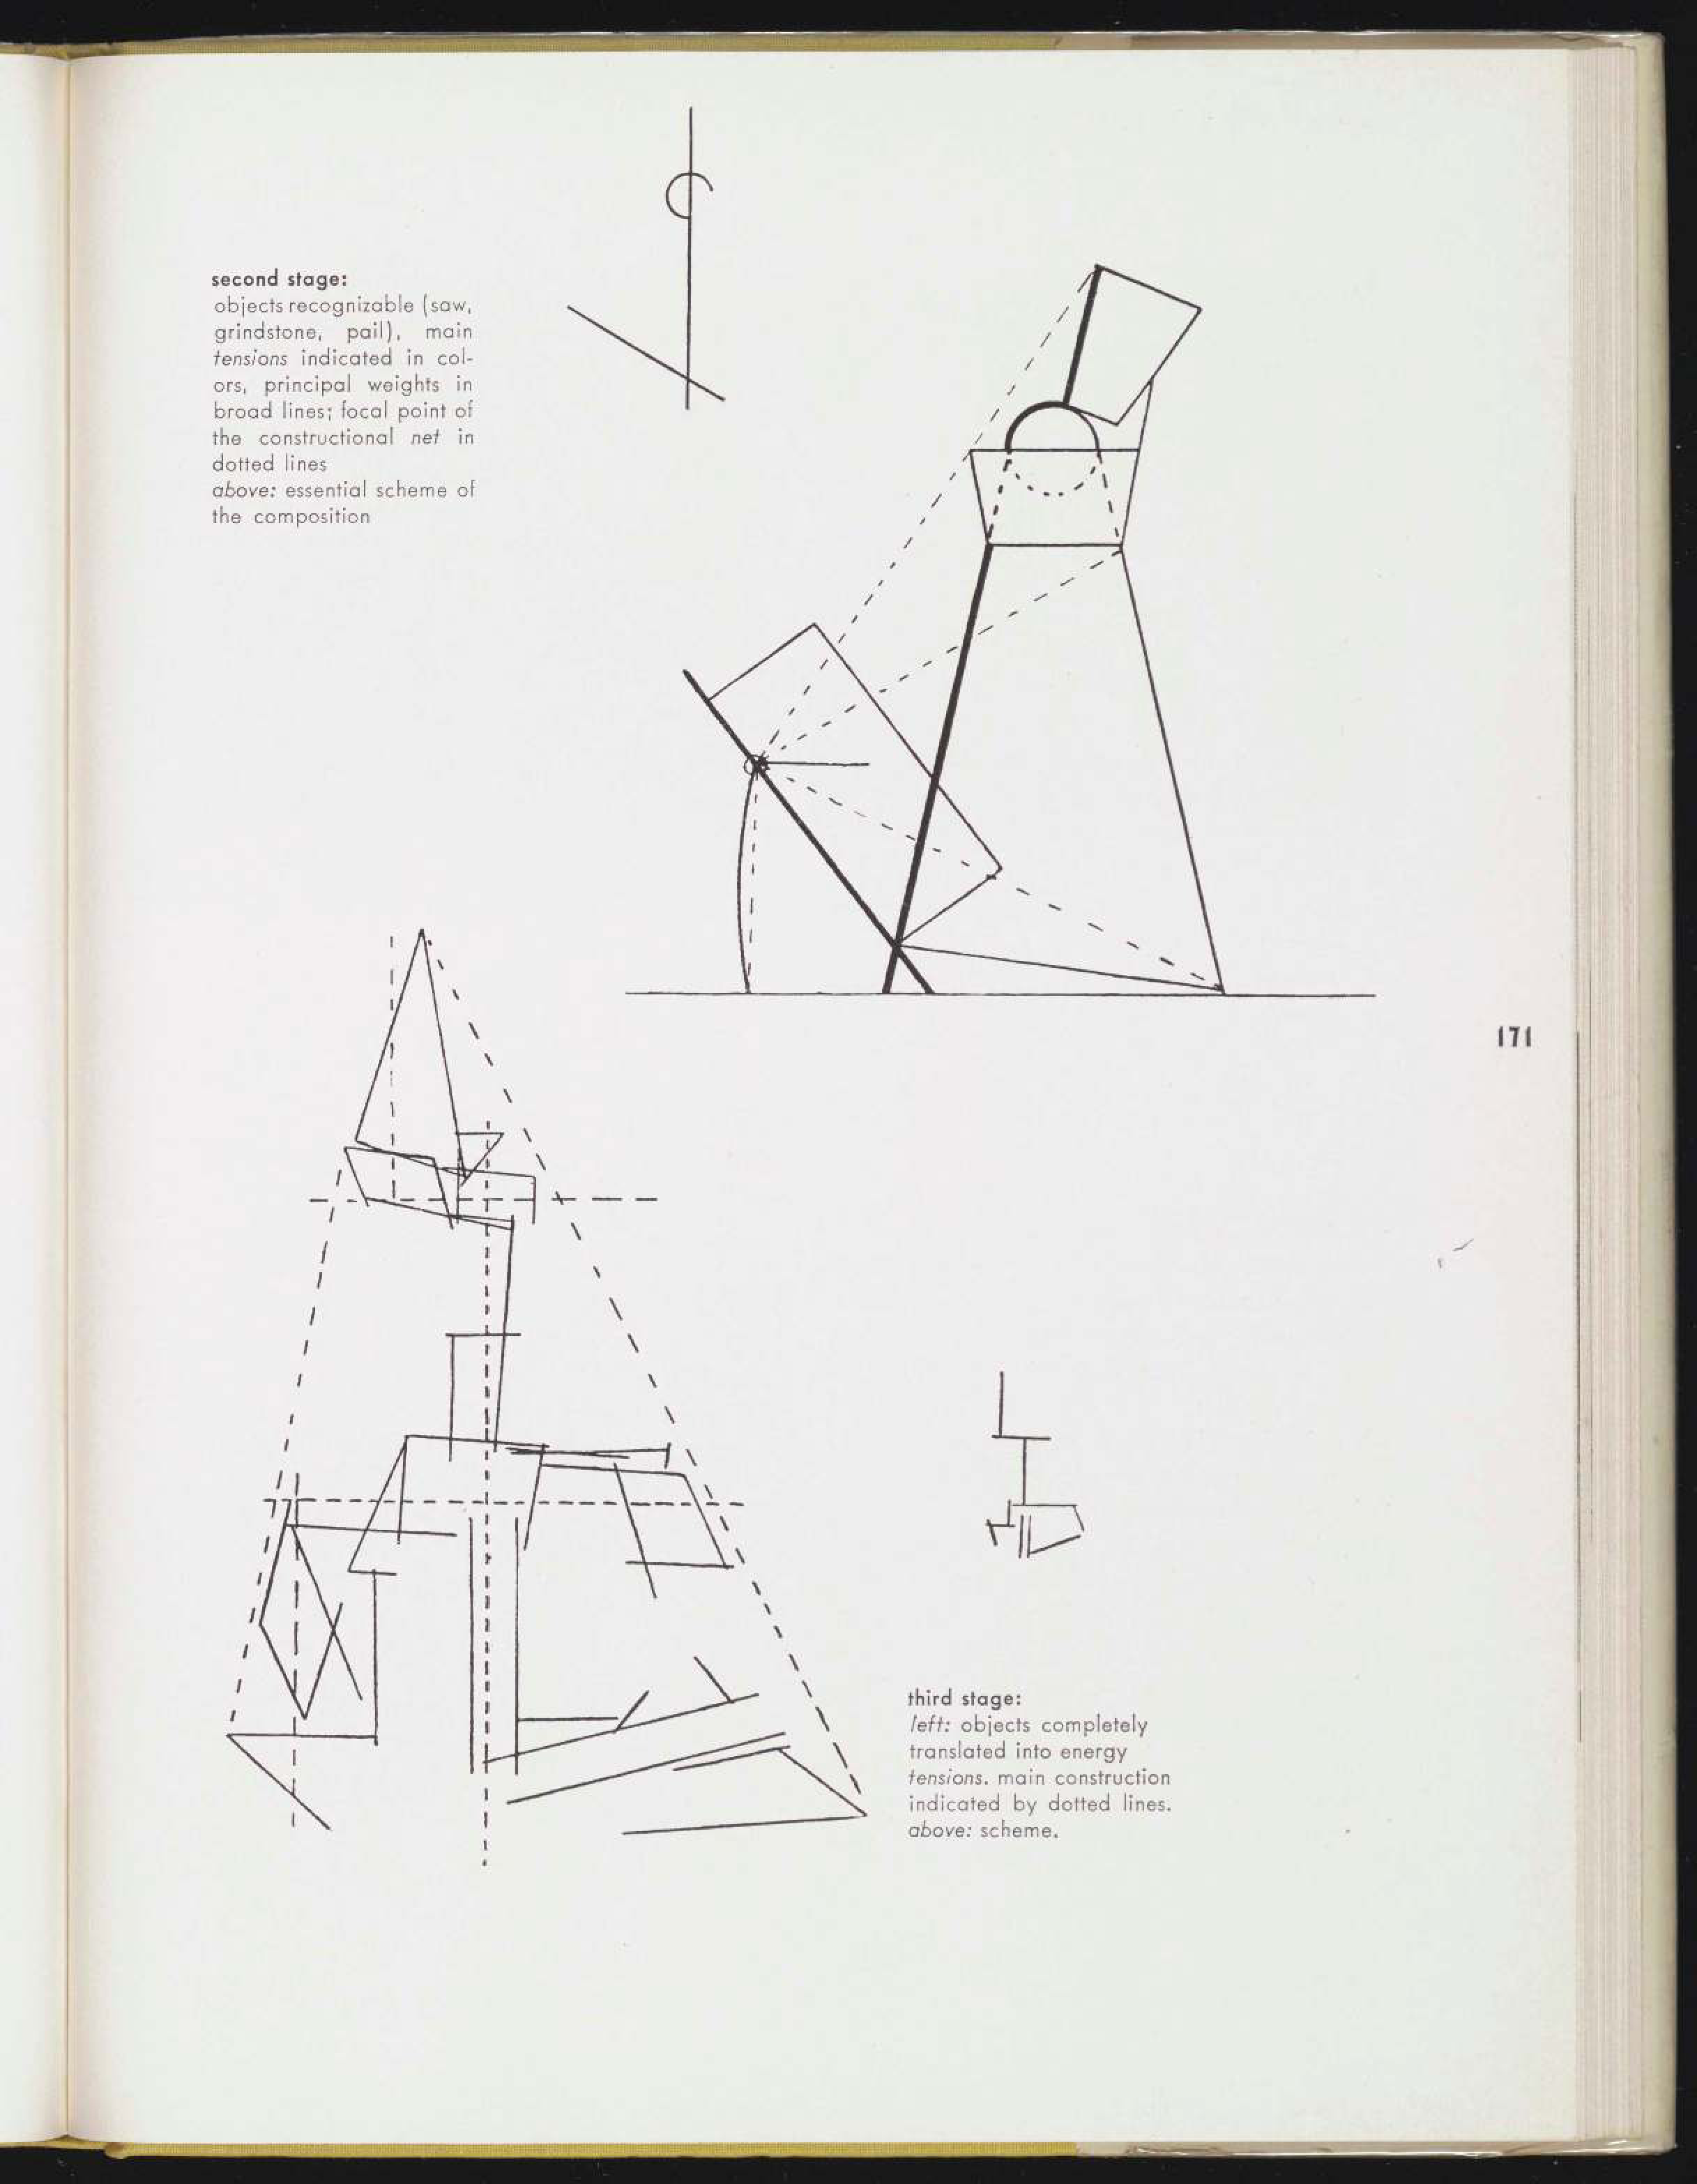 second stage:
objects recognizable (saw,
grindstone, pail), main
tensions indicated in col-
ors, principal weights in
broad lines; focal point of
the constructional net in
dotted lines
above: essential scheme of
the composition
171
third stage:
left: objects completely
translated into energy
tensions. main construction
indicated by dotted lines.
above: scheme.